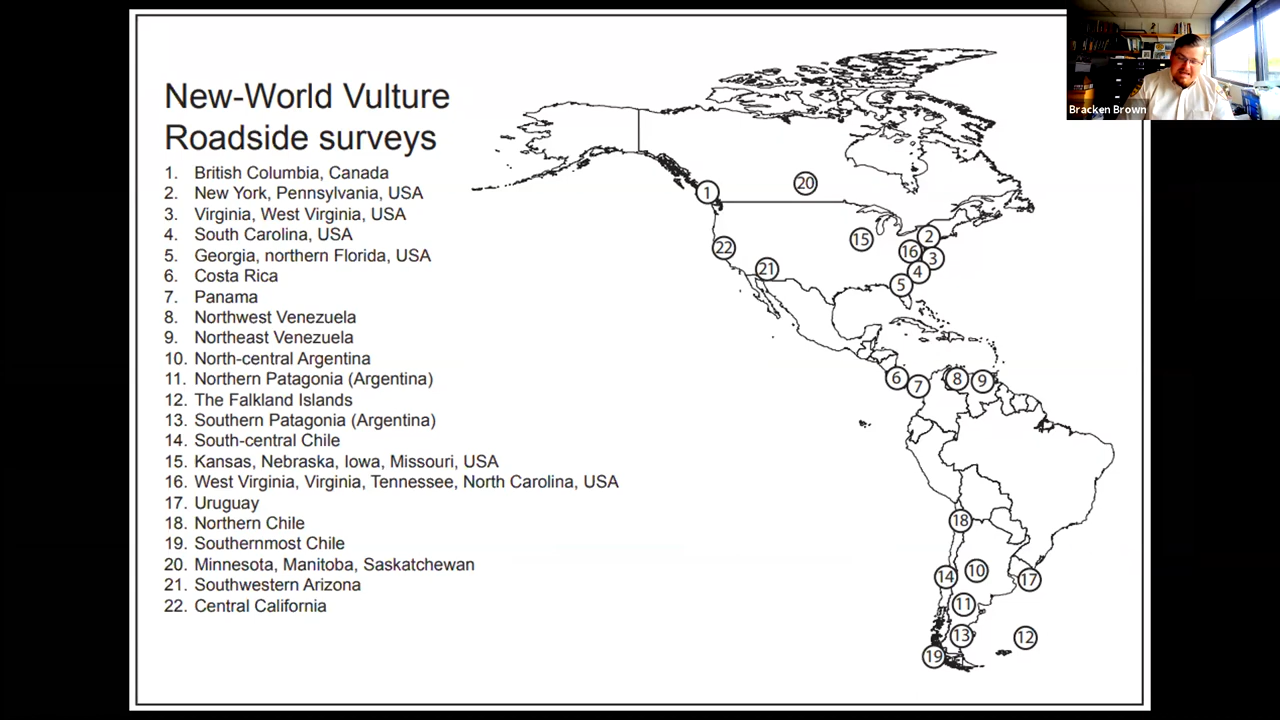 New-World Vulture
Roadside surveys
1. British Columbia, Canada
2. New York, Pennsylvania, USA
3. Virginia, West Virginia, USA
4. South Carolina, USA
5. Georgia, northern Florida, USA
6. Costa Rica
7. Panama
8. Northwest Venezuela
9. Northeast Venezuela
10. North-central Argentina
11. Northern Patagonia (Argentina)
12. The Falkland Islands
13. Southern Patagonia (Argentina)
14. South-central Chile
15. Kansas, Nebraska, Iowa, Missouri, USA
16. West Virginia, Virginia, Tennessee, North Carolina, USA
17. Uruguay
18. Northern Chile
19. Southernmost Chile
20. Minnesota, Manitoba, Saskatchewan
21. Southwestern Arizona
22. Central California
1
20
15
2
22
16
3
21
4
5
6
7
8
9
18
14
10
17
11
13
12
19
Bracken Brown